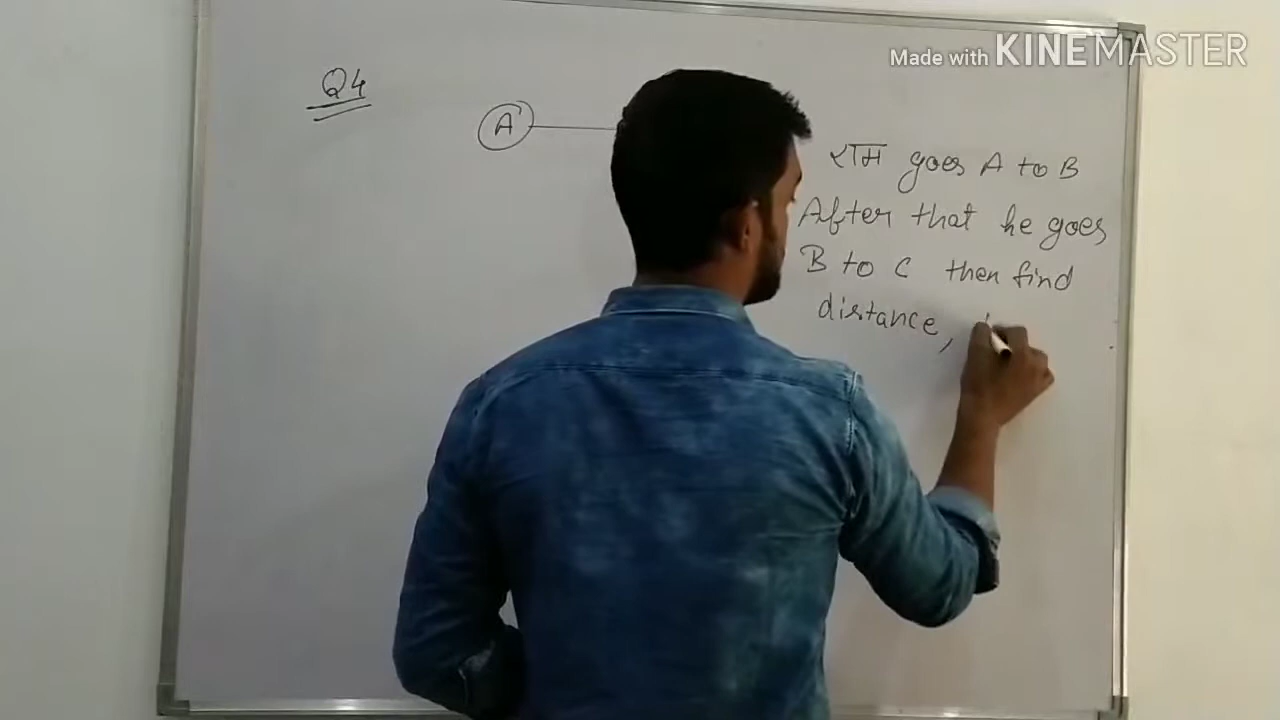 Made with KINEMASTER
Q4
A
राम goes A to B
After that he goes
B to C then find
distance,